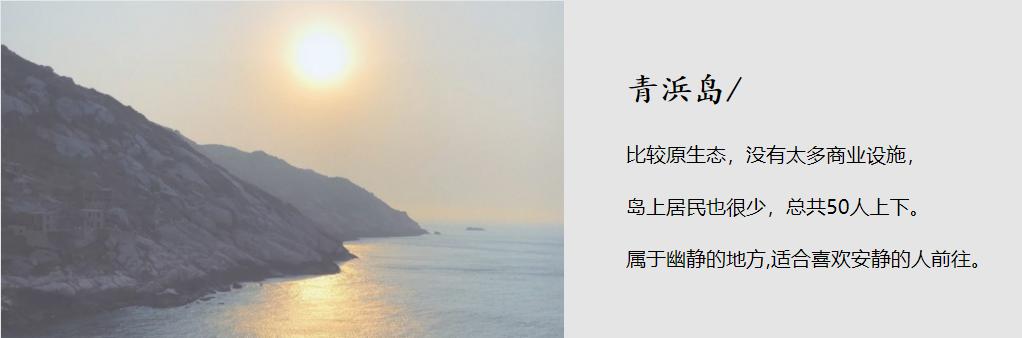 青浜岛/
比较原生态，没有太多商业设施，
岛上居民也很少，总共50人上下。
属于幽静的地方,适合喜欢安静的人前往。